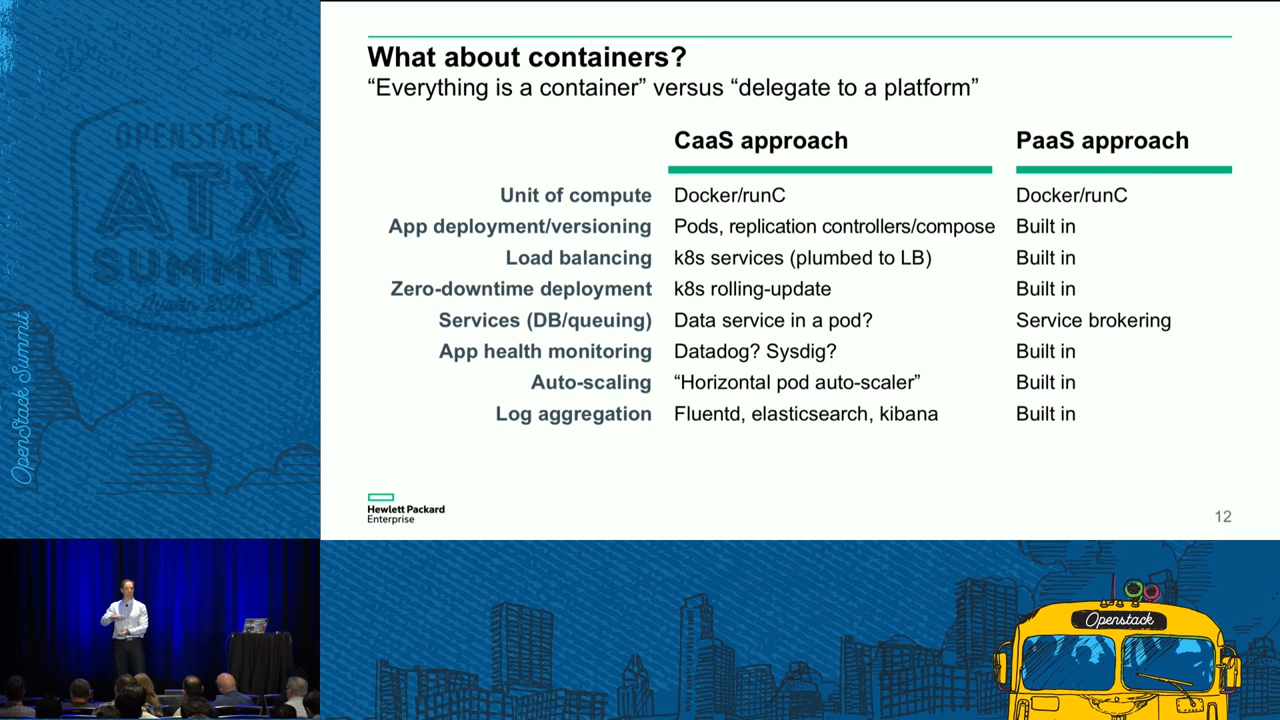 OPENSTACK
ATX
SUMMIT
Austin 2016
OpenStack Summit
What about containers?
“Everything is a container” versus “delegate to a platform”
CaaS approach PaaS approach
Unit of compute Docker/runC Docker/runC
App deployment/versioning Pods, replication controllers/compose Built in
Load balancing k8s services (plumbed to LB) Built in
Zero-downtime deployment k8s rolling-update Built in
Services (DB/queuing) Data service in a pod? Service brokering
App health monitoring Datadog? Sysdig? Built in
Auto-scaling “Horizontal pod auto-scaler” Built in
Log aggregation Fluentd, elasticsearch, kibana Built in
Hewlett Packard
Enterprise
12
Openstack